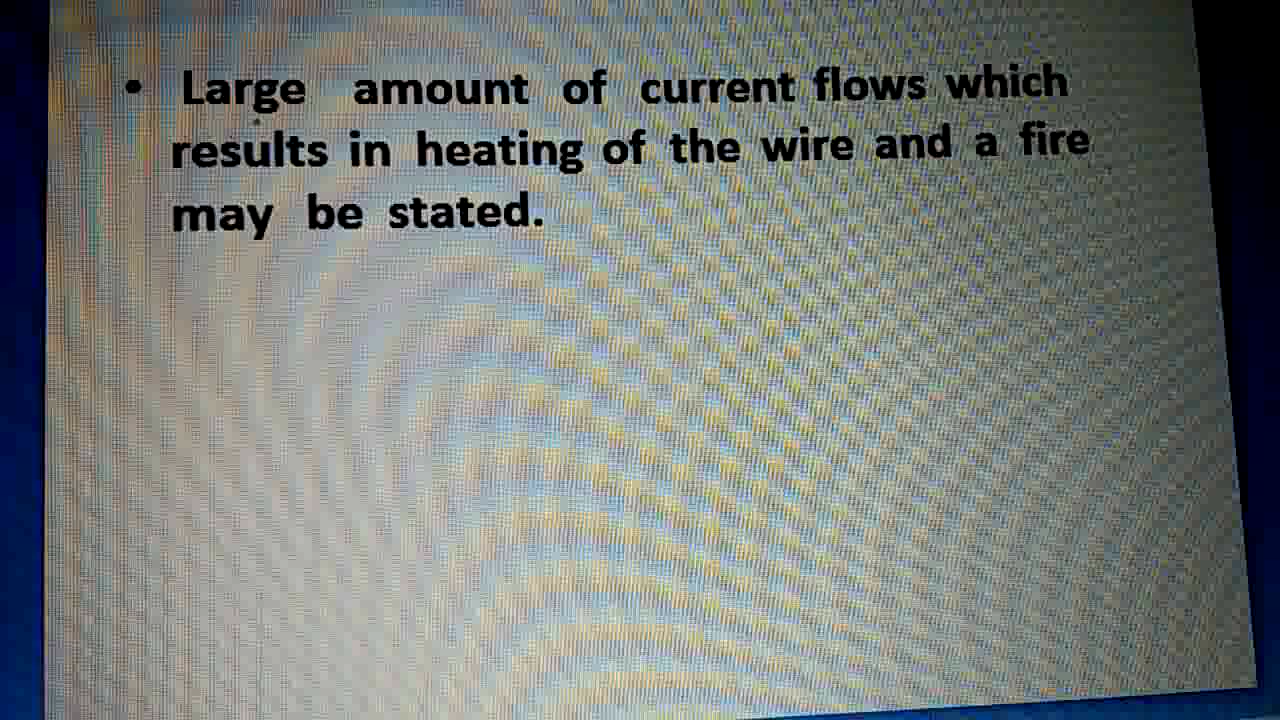 • Large amount of current flows which
results in heating of the wire and a fire
may be stated.